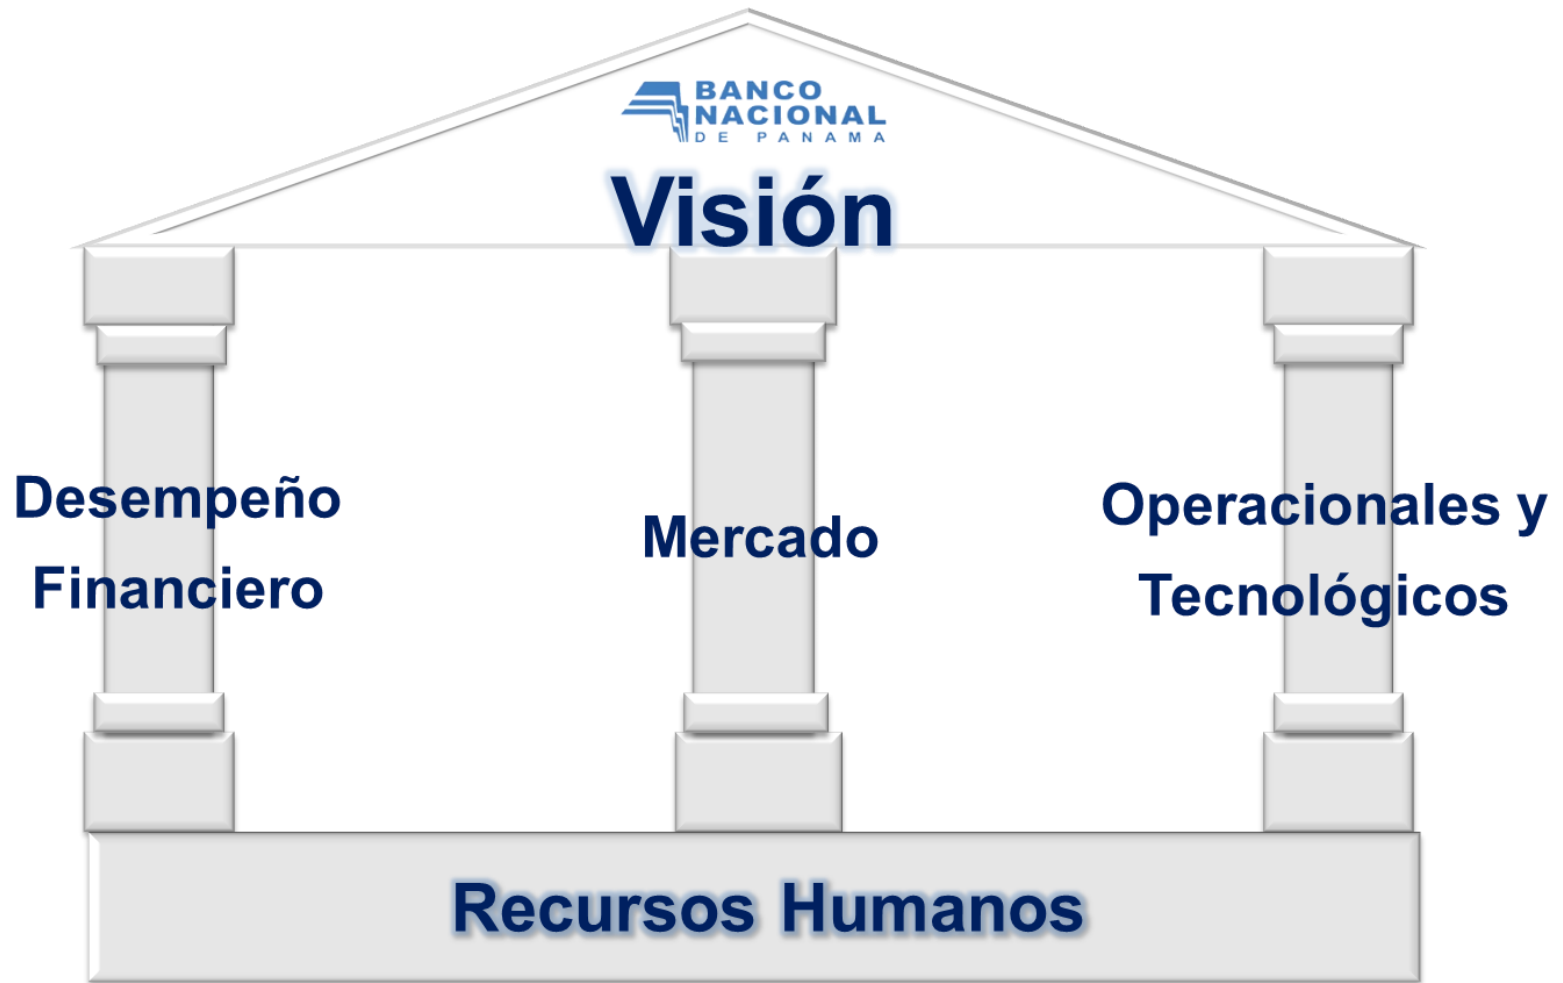 BANCO
NACIONAL
DE PANAMA
Visión
Desempeño
Financiero
Mercado
Operacionales y
Tecnológicos
Recursos Humanos